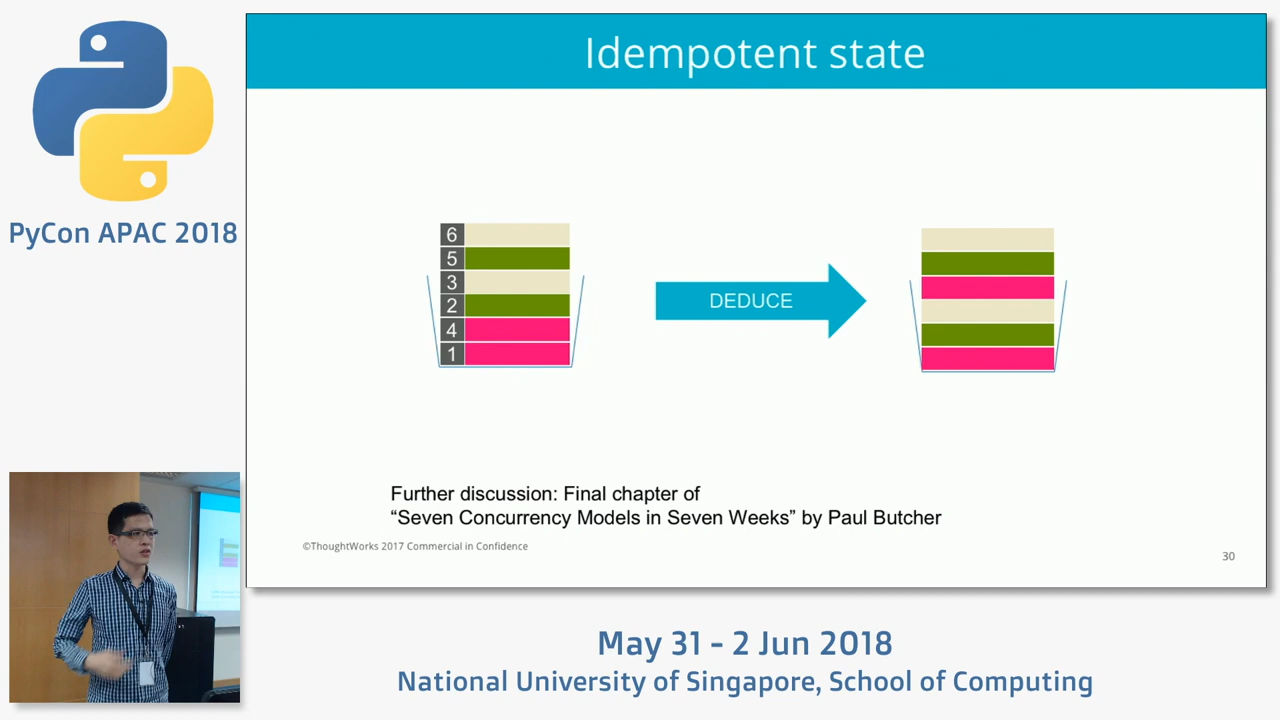 Idempotent state
PyCon APAC 2018
6
5
3
2
4
1
DEDUCE
Further discussion: Final chapter of
“Seven Concurrency Models in Seven Weeks” by Paul Butcher
©ThoughtWorks 2017 Commercial in Confidence
30
May 31 - 2 Jun 2018
National University of Singapore, School of Computing